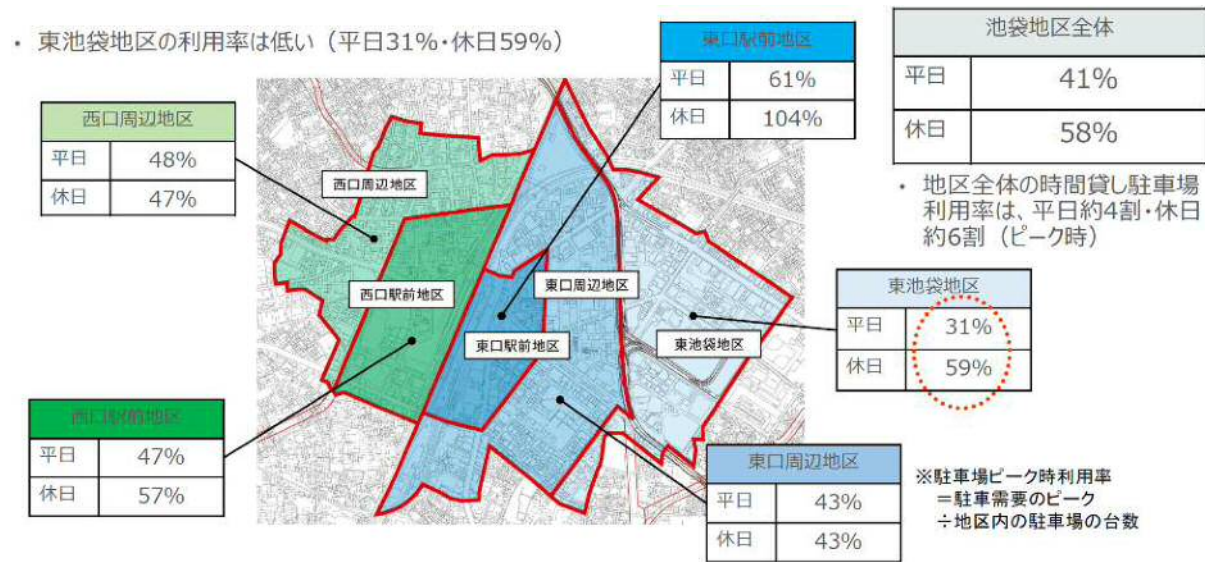 ・ 東池袋地区の利用率は低い（平日31%・休日59%）
東口駅前地区
平日 61%
休日 104%
池袋地区全体
平日 41%
休日 58%
・ 地区全体の時間貸し駐車場
利用率は、平日約4割・休日
約6割（ピーク時）
西口周辺地区
平日 48%
休日 47%
西口周辺地区
西口駅前地区
東口周辺地区
東口駅前地区
東池袋地区
東池袋地区
平日 31%
休日 59%
西口駅前地区
平日 47%
休日 57%
東口周辺地区
平日 43%
休日 43%
※駐車場ピーク時利用率
＝駐車需要のピーク
÷地区内の駐車場の台数